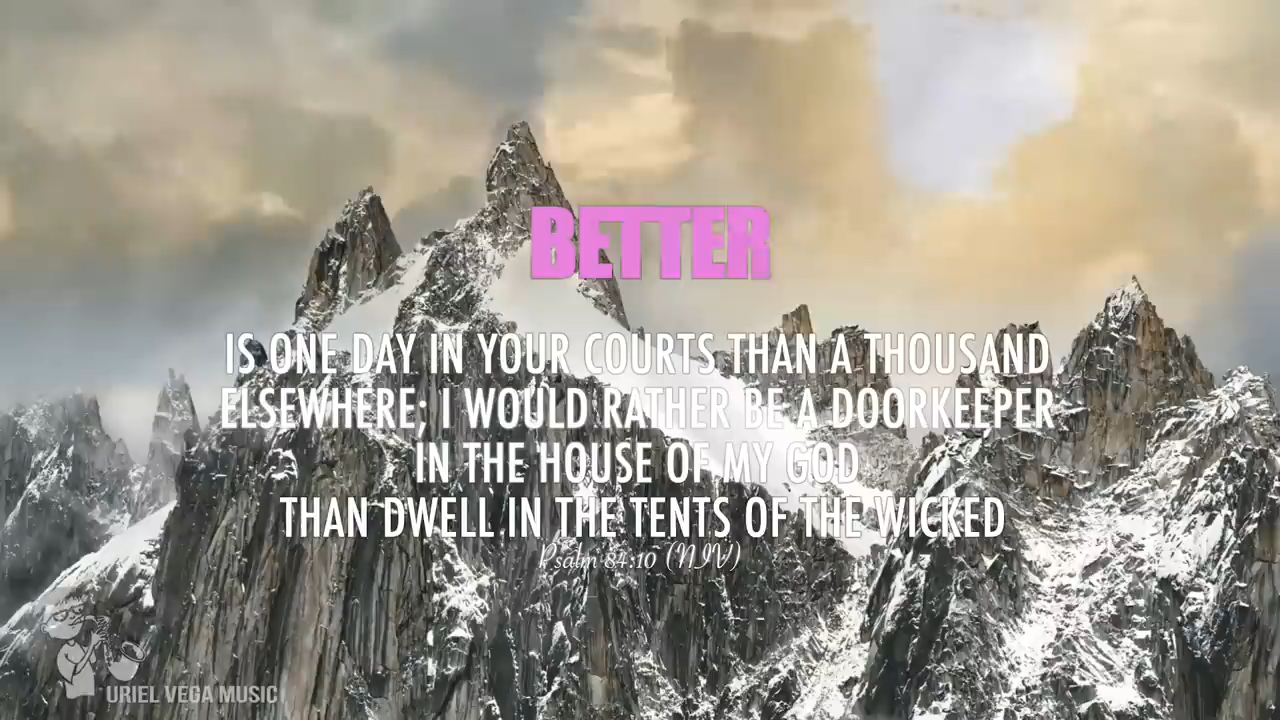 BETTER
IS ONE DAY IN YOUR COURTS THAN A THOUSAND
ELSEWHERE; I WOULD RATHER BE A DOORKEEPER
IN THE HOUSE OF MY GOD
THAN DWELL IN THE TENTS OF THE WICKED
Psalm 84:10 (NIV)
URIEL VEGA MUSIC